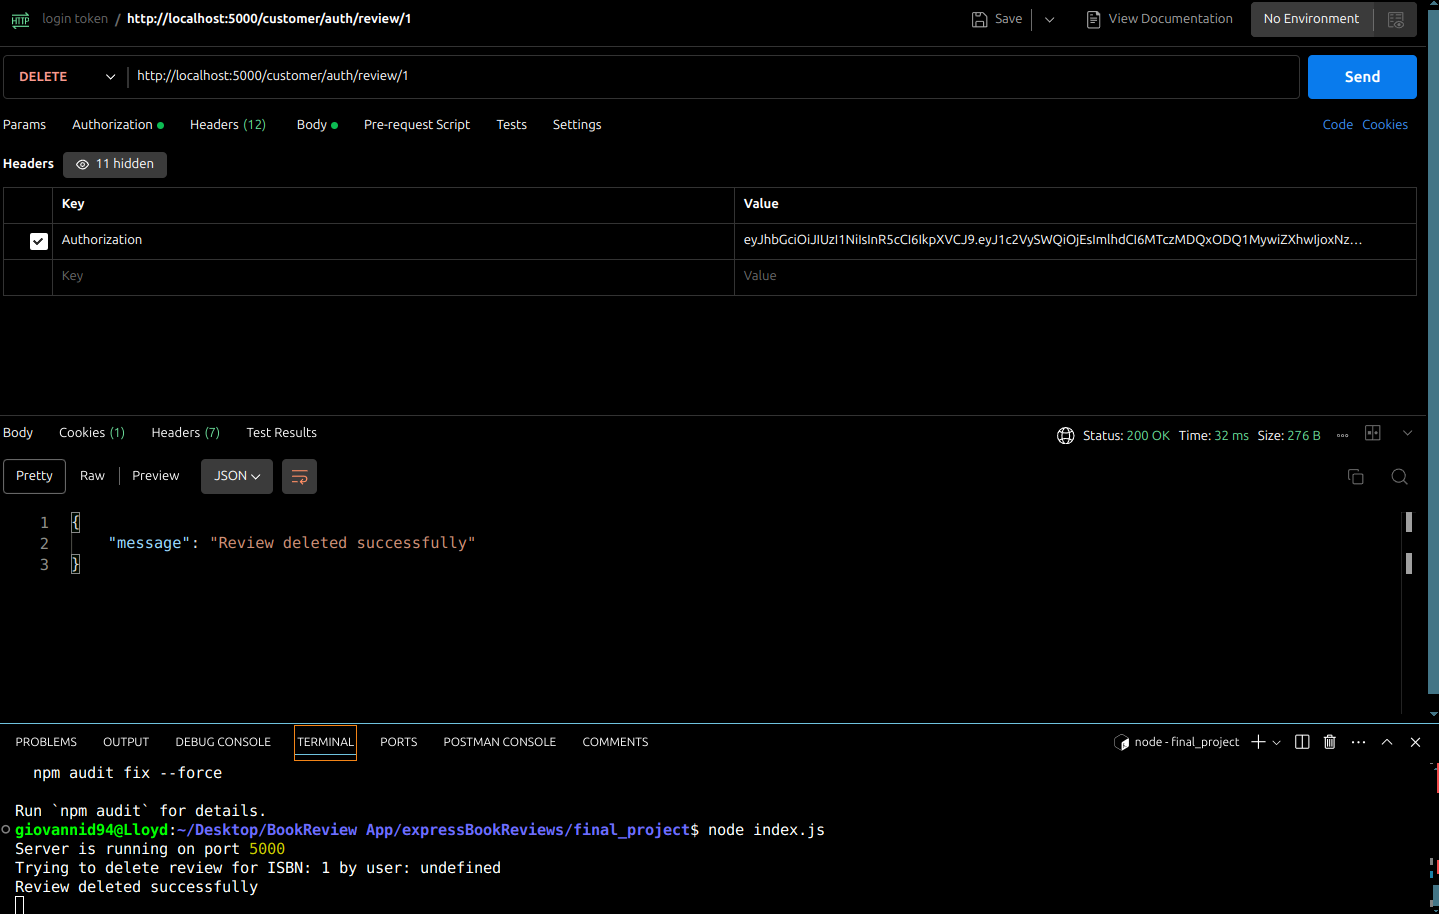 HTTP login token / http://localhost:5000/customer/auth/review/1 Save View Documentation No Environment
DELETE http://localhost:5000/customer/auth/review/1 Send
Params Authorization Headers (12) Body Pre-request Script Tests Settings Code Cookies
Headers 11 hidden
Key Value
Authorization eyJhbGciOiJIUzI1NiIsInR5cCI6IkpXVCJ9.eyJ1c2VySWQiOjEsImlhdCI6MTczMDQxODQ1MywiZXhwIjoxNz...
Key Value
Body Cookies (1) Headers (7) Test Results Status: 200 OK Time: 32 ms Size: 276 B
Pretty Raw Preview JSON
1 {
2 "message": "Review deleted successfully"
3 }
PROBLEMS OUTPUT DEBUG CONSOLE TERMINAL PORTS POSTMAN CONSOLE COMMENTS node - final_project
npm audit fix --force
Run `npm audit` for details.
giovannid94@Lloyd:~/Desktop/BookReview App/expressBookReviews/final_project$ node index.js
Server is running on port 5000
Trying to delete review for ISBN: 1 by user: undefined
Review deleted successfully